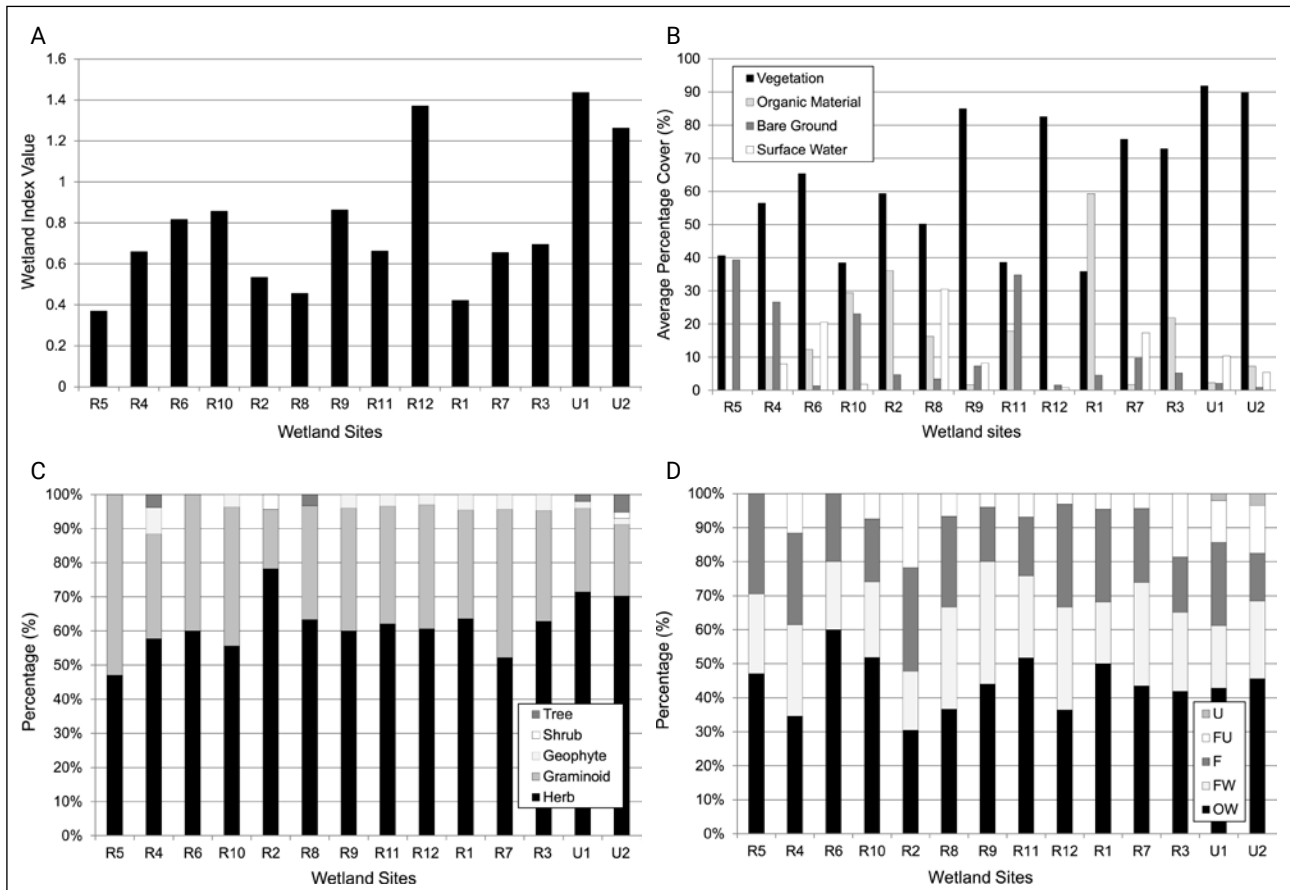 A
1.6
1.4
1.2
1
0.8
0.6
0.4
0.2
0
Wetland Index Value
R5 R4 R6 R10 R2 R8 R9 R11 R12 R1 R7 R3 U1 U2
Wetland Sites
B
100
90
80
70
60
50
40
30
20
10
0
Average Percentage Cover (%)
Vegetation
Organic Material
Bare Ground
Surface Water
R5 R4 R6 R10 R2 R8 R9 R11 R12 R1 R7 R3 U1 U2
Wetland sites
C
100%
90%
80%
70%
60%
50%
40%
30%
20%
10%
0%
Percentage (%)
Tree
Shrub
Geophyte
Graminoid
Herb
R5 R4 R6 R10 R2 R8 R9 R11 R12 R1 R7 R3 U1 U2
Wetland Sites
D
100%
90%
80%
70%
60%
50%
40%
30%
20%
10%
0%
Percentage (%)
U
FU
F
FW
OW
R5 R4 R6 R10 R2 R8 R9 R11 R12 R1 R7 R3 U1 U2
Wetland Sites